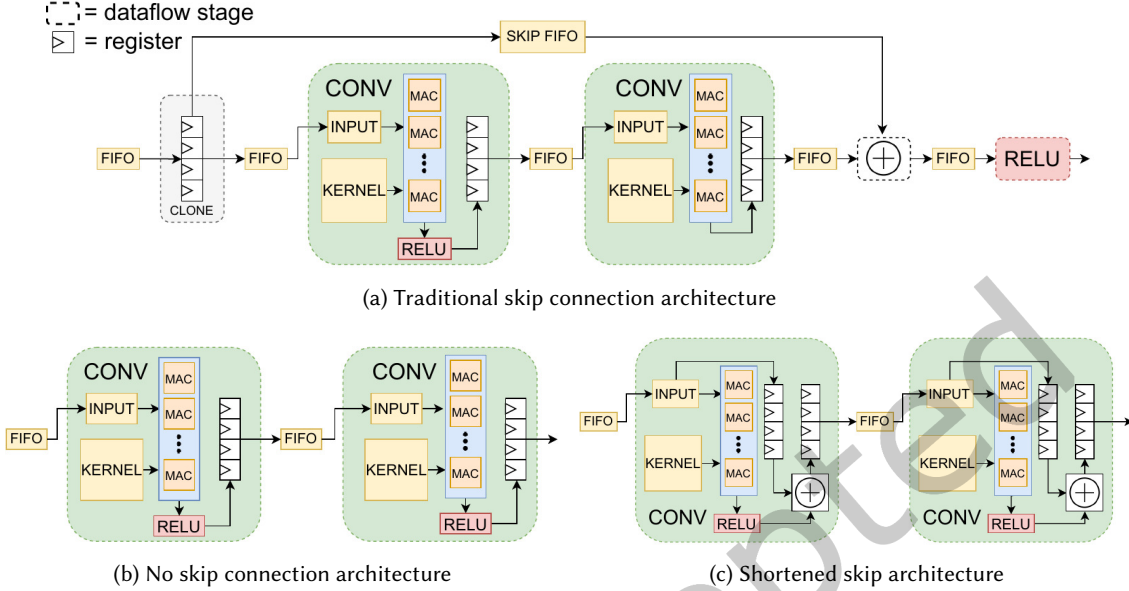 = dataflow stage
= register
SKIP FIFO
CONV
CONV
MAC
MAC
INPUT
MAC
INPUT
MAC
FIFO
FIFO
FIFO
FIFO
FIFO
RELU
KERNEL
MAC
KERNEL
MAC
CLONE
RELU
(a) Traditional skip connection architecture
CONV
MAC
CONV
MAC
INPUT
MAC
INPUT
MAC
FIFO
FIFO
KERNEL
MAC
KERNEL
MAC
RELU
RELU
(b) No skip connection architecture
INPUT
MAC
INPUT
MAC
FIFO
MAC
FIFO
MAC
KERNEL
MAC
KERNEL
MAC
CONV
RELU
CONV
RELU
(c) Shortened skip architecture
pted